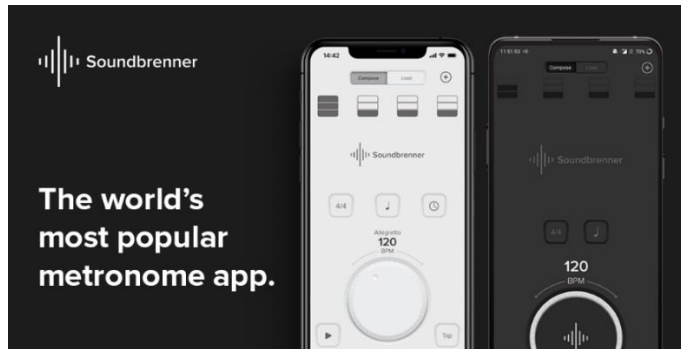 Soundbrenner
The world's
most popular
metronome app.
14:42
Compose
Load
Soundbrenner
4/4
Allegretto
120
BPM
Tap
Compose
Load
Soundbrenner
4/4
120
BPM